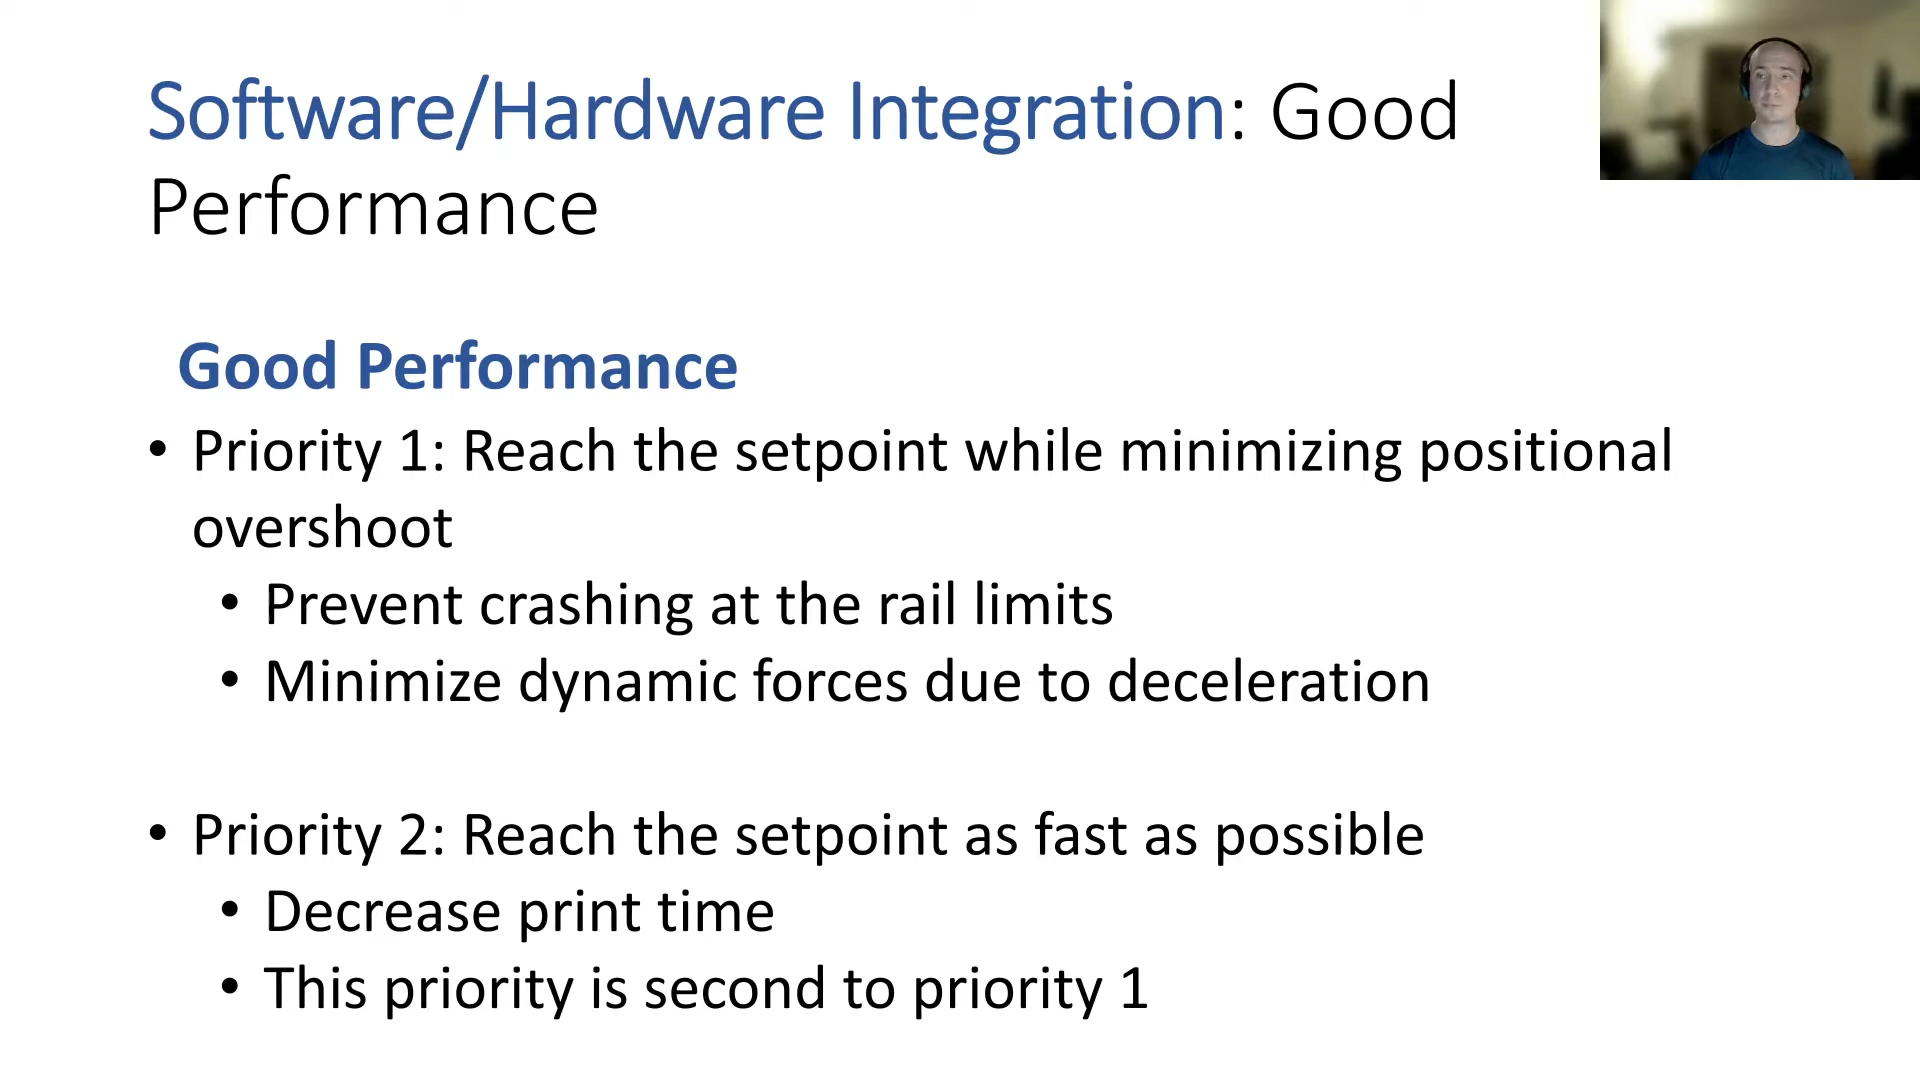 Software/Hardware Integration: Good
Performance
Good Performance
• Priority 1: Reach the setpoint while minimizing positional
overshoot
• Prevent crashing at the rail limits
• Minimize dynamic forces due to deceleration
• Priority 2: Reach the setpoint as fast as possible
• Decrease print time
• This priority is second to priority 1